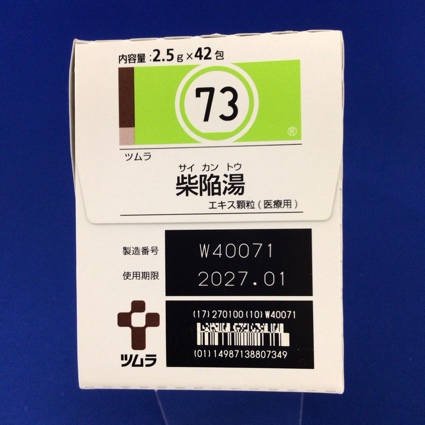 内容量:2.5g×42包
73
®
ツムラ
サイ カン トウ
柴陥湯
エキス顆粒(医療用)
製造番号 W40071
使用期限 2027.01
(17)270100(10)W40071
(01)14987138807349
ツムラ